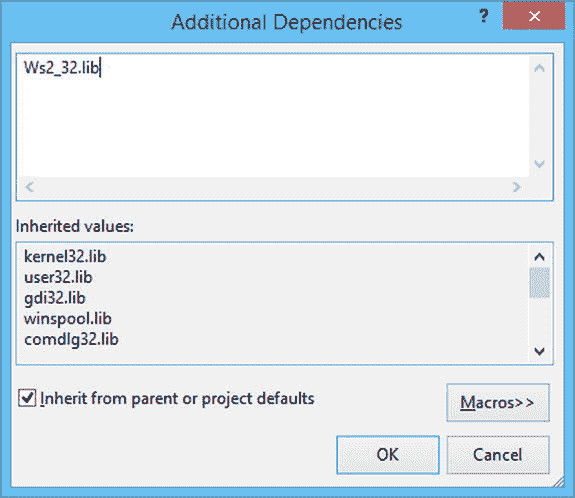 Additional Dependencies
?
Ws2_32.lib
Inherited values:
kernel32.lib
user32.lib
gdi32.lib
winspool.lib
comdlg32.lib
Inherit from parent or project defaults
Macros>>
OK
Cancel